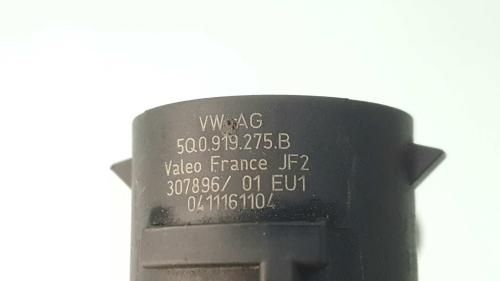 VW AG
5Q0.919.275.B
Valeo France JF2
307896/ 01 EU1
0411161104